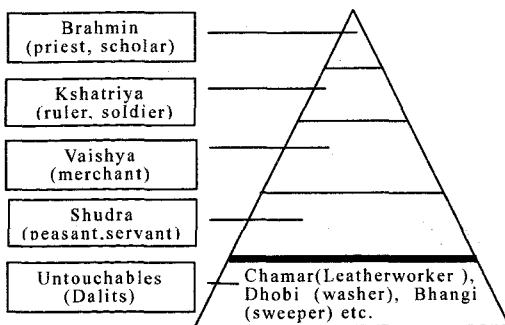 Brahmin
(priest, scholar)
Kshatriya
(ruler, soldier)
Vaishya
(merchant)
Shudra
(peasant,servant)
Untouchables
(Dalits)
Chamar(Leatherworker ),
Dhobi (washer), Bhangi
(sweeper) etc.